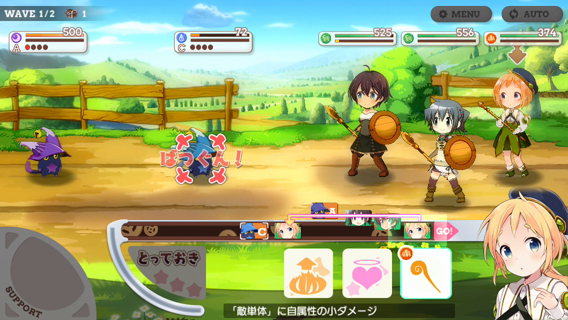 WAVE 1/2 1
MENU
AUTO
500
A
72
C
525
556
374
ばつぐん！
C
GO!
とっておき
SUPPORT
「敵単体」に自属性の小ダメージ